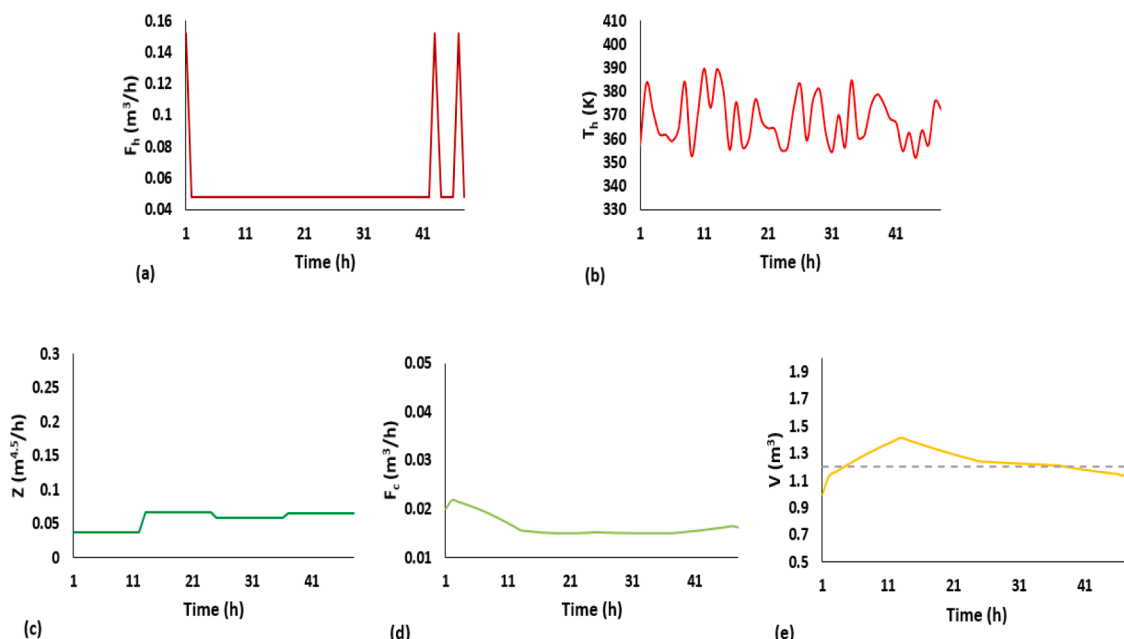 0.16
0.14
0.12
0.1
0.08
0.06
0.04
F_h (m³/h)
1 11 21 31 41
Time (h)
(a)
410
400
390
380
370
360
350
340
330
T_h (K)
1 11 21 31 41
Time (h)
(b)
0.3
0.25
0.2
0.15
0.1
0.05
0
Z (m⁴·⁵/h)
1 11 21 31 41
Time (h)
(c)
0.05
0.04
0.03
0.02
0.01
F_c (m³/h)
1 11 21 31 41
Time (h)
(d)
1.9
1.7
1.5
1.3
1.1
0.9
0.7
0.5
V (m³)
1 11 21 31 41
Time (h)
(e)